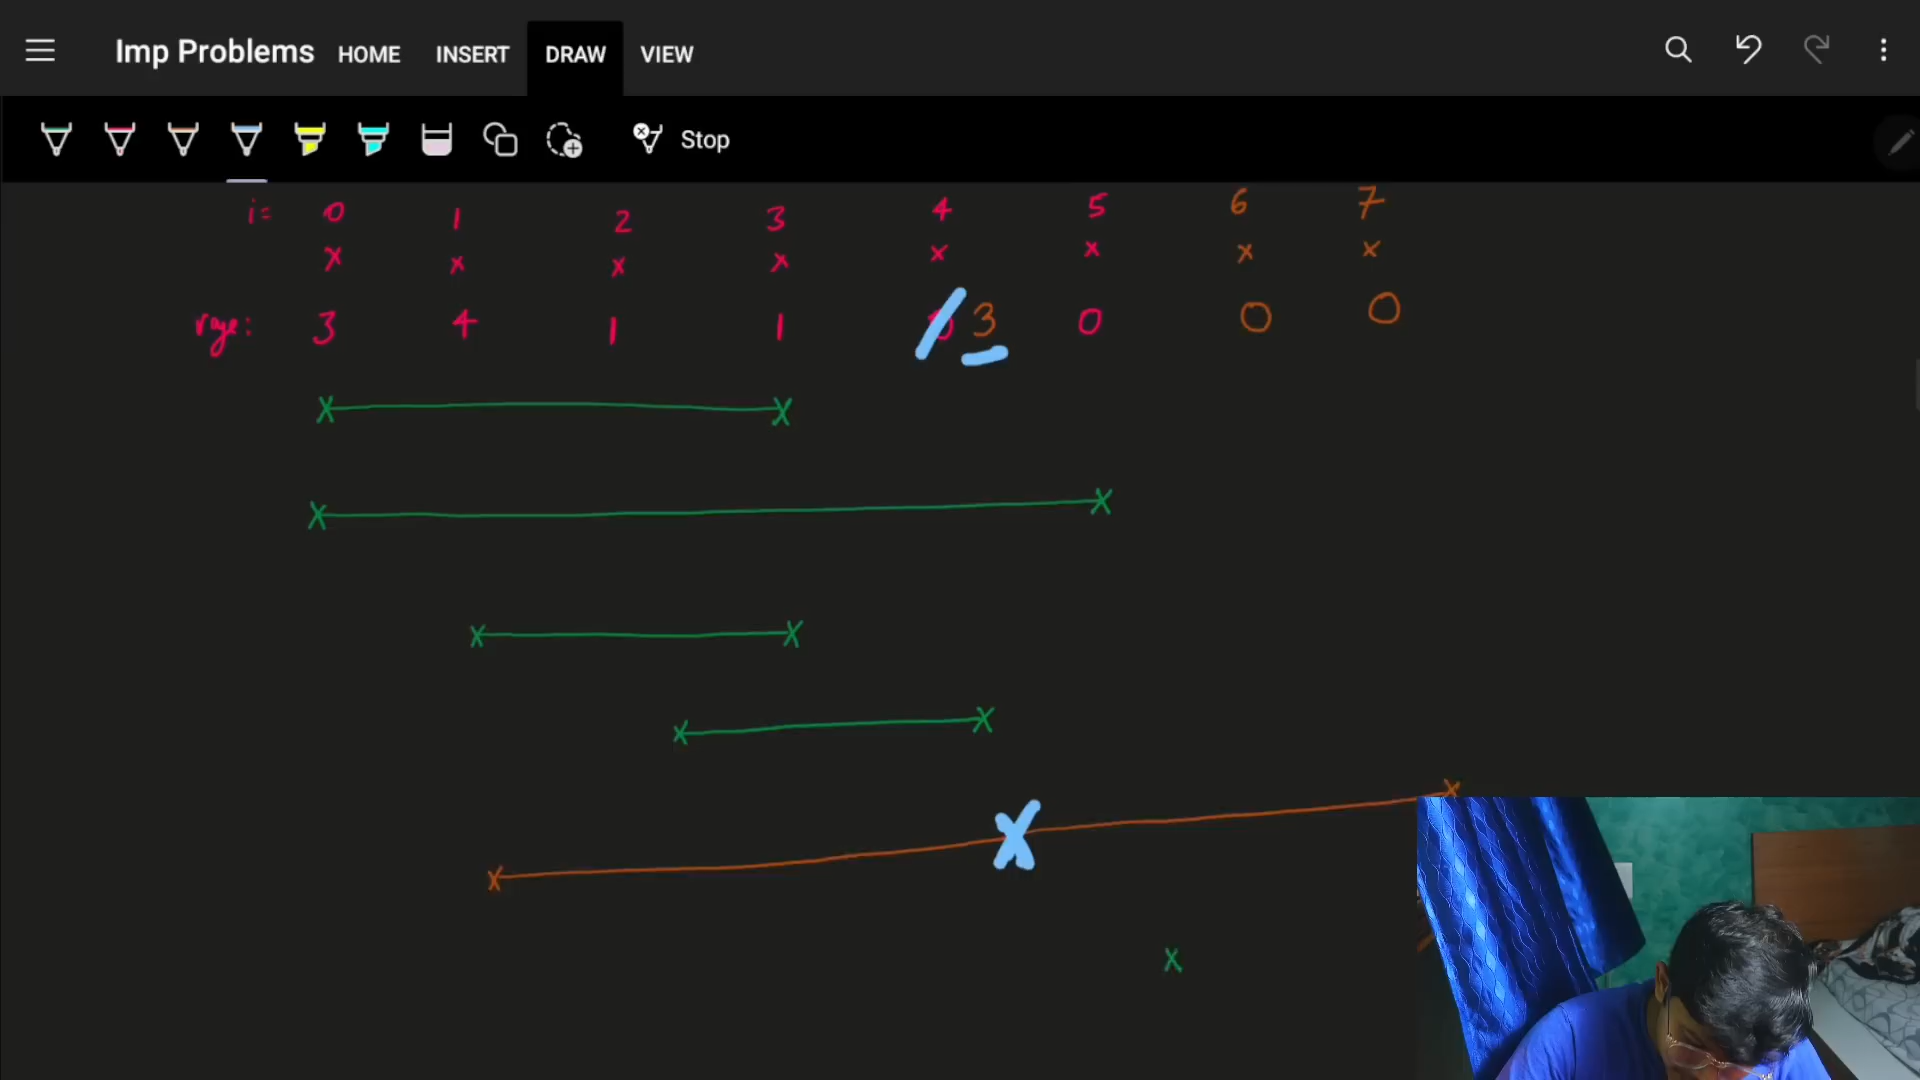 Imp Problems HOME INSERT DRAW VIEW
Stop
i= 0 1 2 3 4 5 6 7
x x x x x x x x
3 4 1 1 3 0 0 0
x x
x x
x x
x x
x x x
x